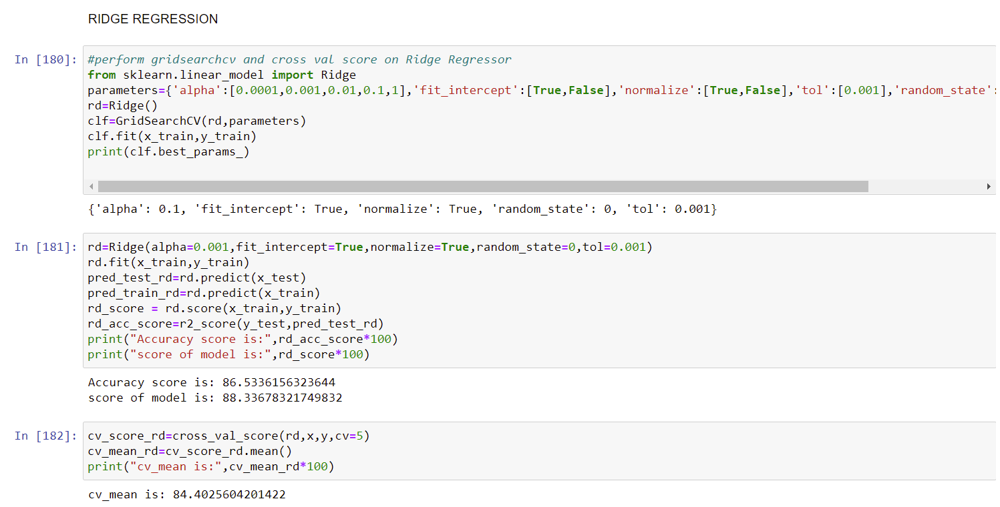 RIDGE REGRESSION
In [180]:
#perform gridsearchcv and cross val score on Ridge Regressor
from sklearn.linear_model import Ridge
parameters={'alpha':[0.0001,0.001,0.01,0.1,1],'fit_intercept':[True,False],'normalize':[True,False],'tol':[0.001],'random_state':
rd=Ridge()
clf=GridSearchCV(rd,parameters)
clf.fit(x_train,y_train)
print(clf.best_params_)
{'alpha': 0.1, 'fit_intercept': True, 'normalize': True, 'random_state': 0, 'tol': 0.001}
In [181]:
rd=Ridge(alpha=0.001,fit_intercept=True,normalize=True,random_state=0,tol=0.001)
rd.fit(x_train,y_train)
pred_test_rd=rd.predict(x_test)
pred_train_rd=rd.predict(x_train)
rd_score = rd.score(x_train,y_train)
rd_acc_score=r2_score(y_test,pred_test_rd)
print("Accuracy score is:",rd_acc_score*100)
print("score of model is:",rd_score*100)
Accuracy score is: 86.5336156323644
score of model is: 88.33678321749832
In [182]:
cv_score_rd=cross_val_score(rd,x,y,cv=5)
cv_mean_rd=cv_score_rd.mean()
print("cv_mean is:",cv_mean_rd*100)
cv_mean is: 84.4025604201422